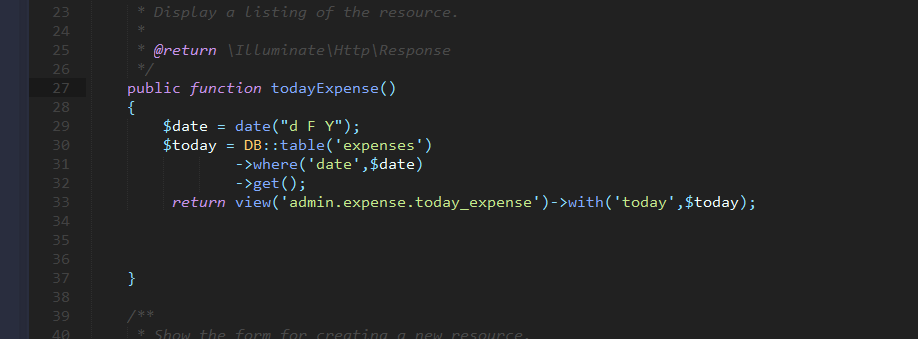 23 * Display a listing of the resource.
24 *
25 * @return \Illuminate\Http\Response
26 */
27 public function todayExpense()
28 {
29 $date = date("d F Y");
30 $today = DB::table('expenses')
31 ->where('date',$date)
32 ->get();
33 return view('admin.expense.today_expense')->with('today',$today);
34
35
36
37 }
38
39 /**
40 * Show the form for creating a new resource.